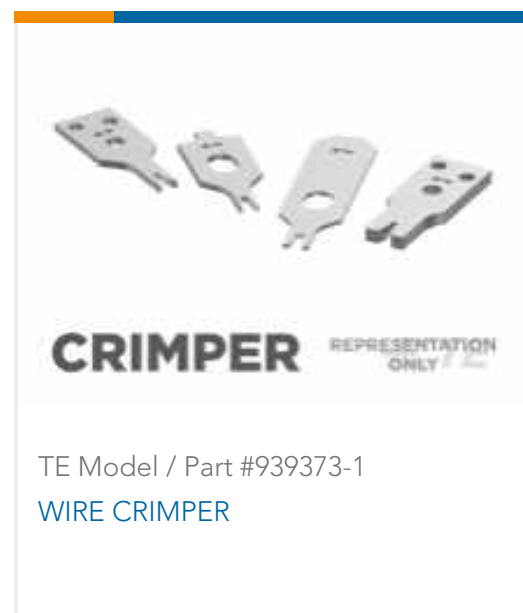 CRIMPER
REPRESENTATION
ONLY
TE Model / Part #939373-1
WIRE CRIMPER